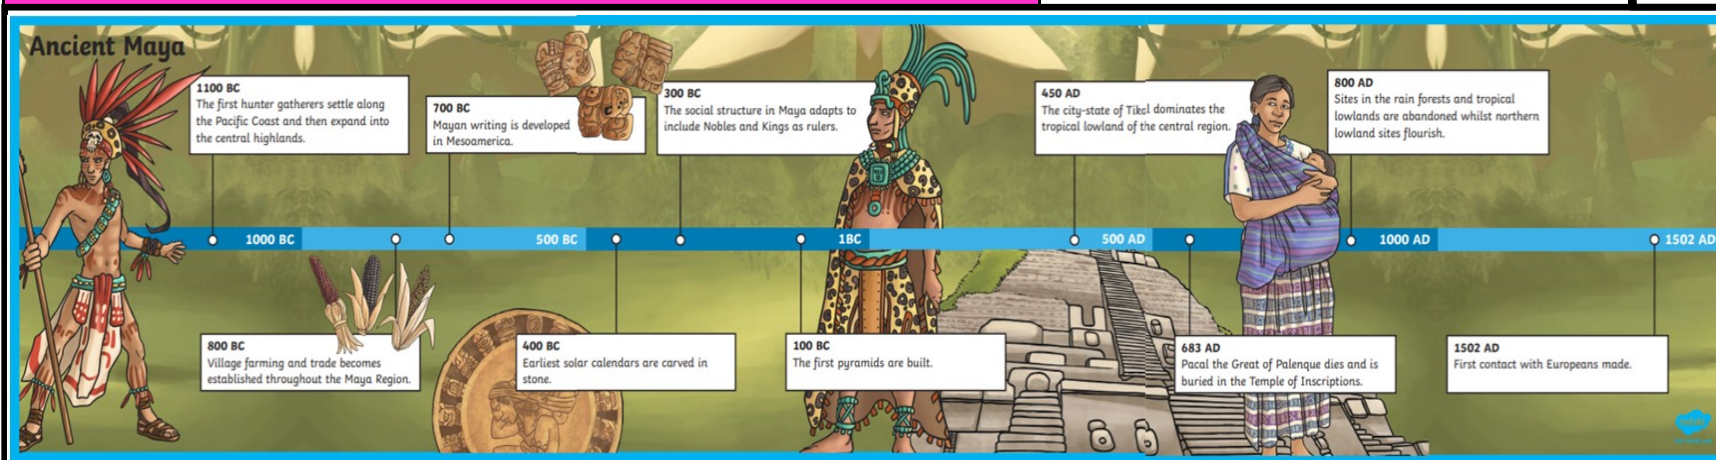 Ancient Maya
1100 BC
The first hunter gatherers settle along
the Pacific Coast and then expand into
the central highlands.
700 BC
Mayan writing is developed
in Mesoamerica.
300 BC
The social structure in Maya adapts to
include Nobles and Kings as rulers.
450 AD
The city-state of Tikal dominates the
tropical lowland of the central region.
800 AD
Sites in the rain forests and tropical
lowlands are abandoned whilst northern
lowland sites flourish.
1000 BC
500 BC
1BC
500 AD
1000 AD
1502 AD
800 BC
Village farming and trade becomes
established throughout the Maya Region.
400 BC
Earliest solar calendars are carved in
stone.
100 BC
The first pyramids are built.
683 AD
Pacal the Great of Palenque dies and is
buried in the Temple of Inscriptions.
1502 AD
First contact with Europeans made.